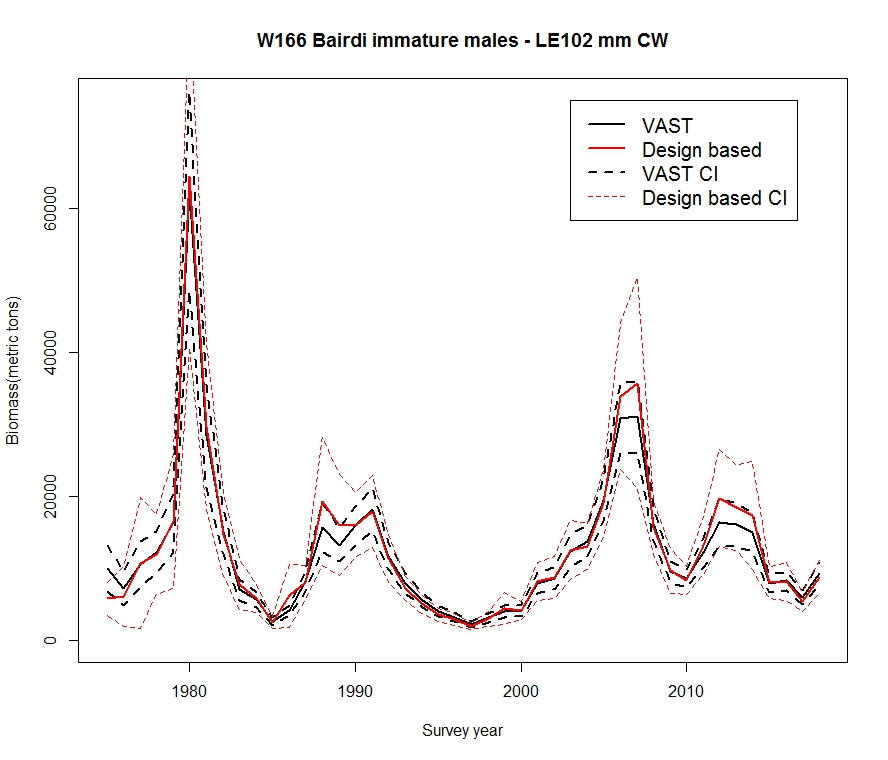 W166 Bairdi immature males - LE102 mm CW
VAST
Design based
VAST CI
Design based CI
60000
40000
20000
0
Biomass(metric tons)
1980 1990 2000 2010
Survey year